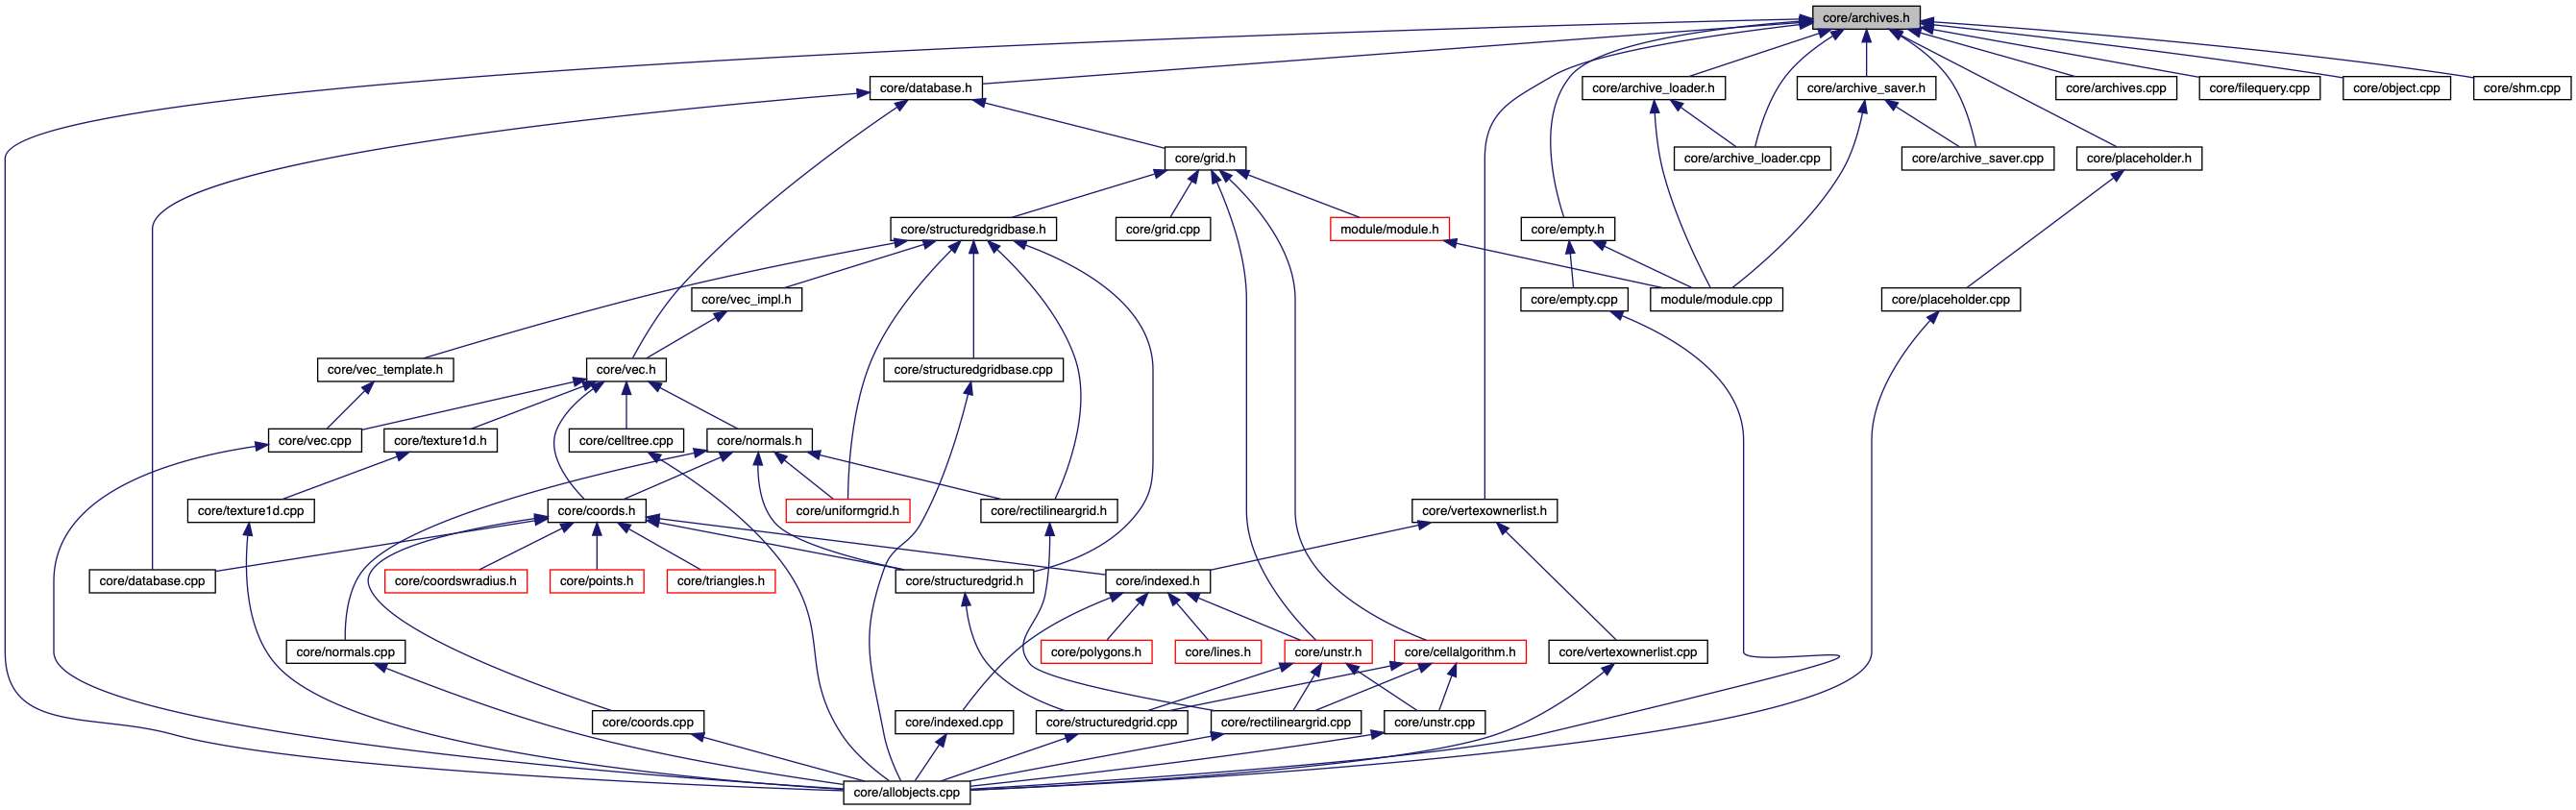 core/archives.h
core/database.h
core/archive_loader.h
core/archive_saver.h
core/archives.cpp
core/filequery.cpp
core/object.cpp
core/shm.cpp
core/grid.h
core/archive_loader.cpp
core/archive_saver.cpp
core/placeholder.h
core/structuredgridbase.h
core/grid.cpp
module/module.h
core/empty.h
core/vec_impl.h
core/empty.cpp
module/module.cpp
core/placeholder.cpp
core/vec_template.h
core/vec.h
core/structuredgridbase.cpp
core/vec.cpp
core/texture1d.h
core/celltree.cpp
core/normals.h
core/texture1d.cpp
core/coords.h
core/uniformgrid.h
core/rectilineargrid.h
core/vertexownerlist.h
core/database.cpp
core/coordswradius.h
core/points.h
core/triangles.h
core/structuredgrid.h
core/indexed.h
core/normals.cpp
core/polygons.h
core/lines.h
core/unstr.h
core/cellalgorithm.h
core/vertexownerlist.cpp
core/coords.cpp
core/indexed.cpp
core/structuredgrid.cpp
core/rectilineargrid.cpp
core/unstr.cpp
core/allobjects.cpp